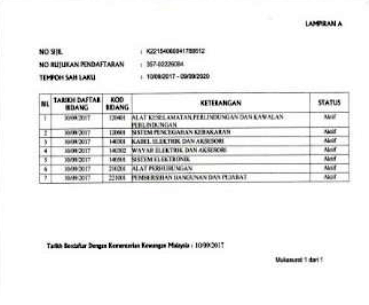 LAMPIRAN A
NO SIJIL : K22154060941788512
NO RUJUKAN PENDAFTARAN : 357-02226084
TEMPOH SAH LAKU : 10/09/2017 - 09/09/2020
BIL TARIKH DAFTAR BIDANG KOD BIDANG KETERANGAN STATUS
1 10/09/2017 120401 ALAT KESELAMATAN,PERLINDUNGAN DAN KAWALAN PERLINDUNGAN Aktif
2 10/09/2017 120601 SISTEM PENCEGAHAN KEBAKARAN Aktif
3 10/09/2017 140301 KABEL ELEKTRIK DAN AKSESORI Aktif
4 10/09/2017 140302 WAYAR ELEKTRIK DAN AKSESORI Aktif
5 10/09/2017 140501 SISTEM ELEKTRONIK Aktif
6 10/09/2017 210201 ALAT PERHUBUNGAN Aktif
7 10/09/2017 221001 PEMBERSIHAN BANGUNAN DAN PEJABAT Aktif
Tarikh Berdaftar Dengan Kementerian Kewangan Malaysia : 10/09/2017
Mukasurat 1 dari 1